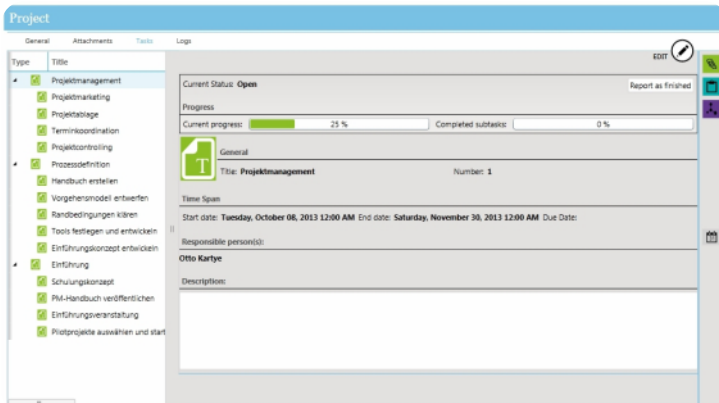 Project
General Attachments Tasks Logs
Type Title
EDIT
Projektmanagement
Projektmarketing
Projektablage
Terminkoordination
Projektcontrolling
Prozessdefinition
Handbuch erstellen
Vorgehensmodell entwerfen
Randbedingungen klären
Tools festlegen und entwickeln
Einführungskonzept entwickeln
Einführung
Schulungskonzept
PM-Handbuch veröffentlichen
Einführungsveranstaltung
Pilotprojekte auswählen und start
Current Status: Open Report as finished
Progress
Current progress: 25 % Completed subtasks: 0 %
T
General
Title: Projektmanagement Number: 1
Time Span
Start date: Tuesday, October 08, 2013 12:00 AM End date: Saturday, November 30, 2013 12:00 AM Due Date:
Responsible person(s):
Otto Kartye
Description: